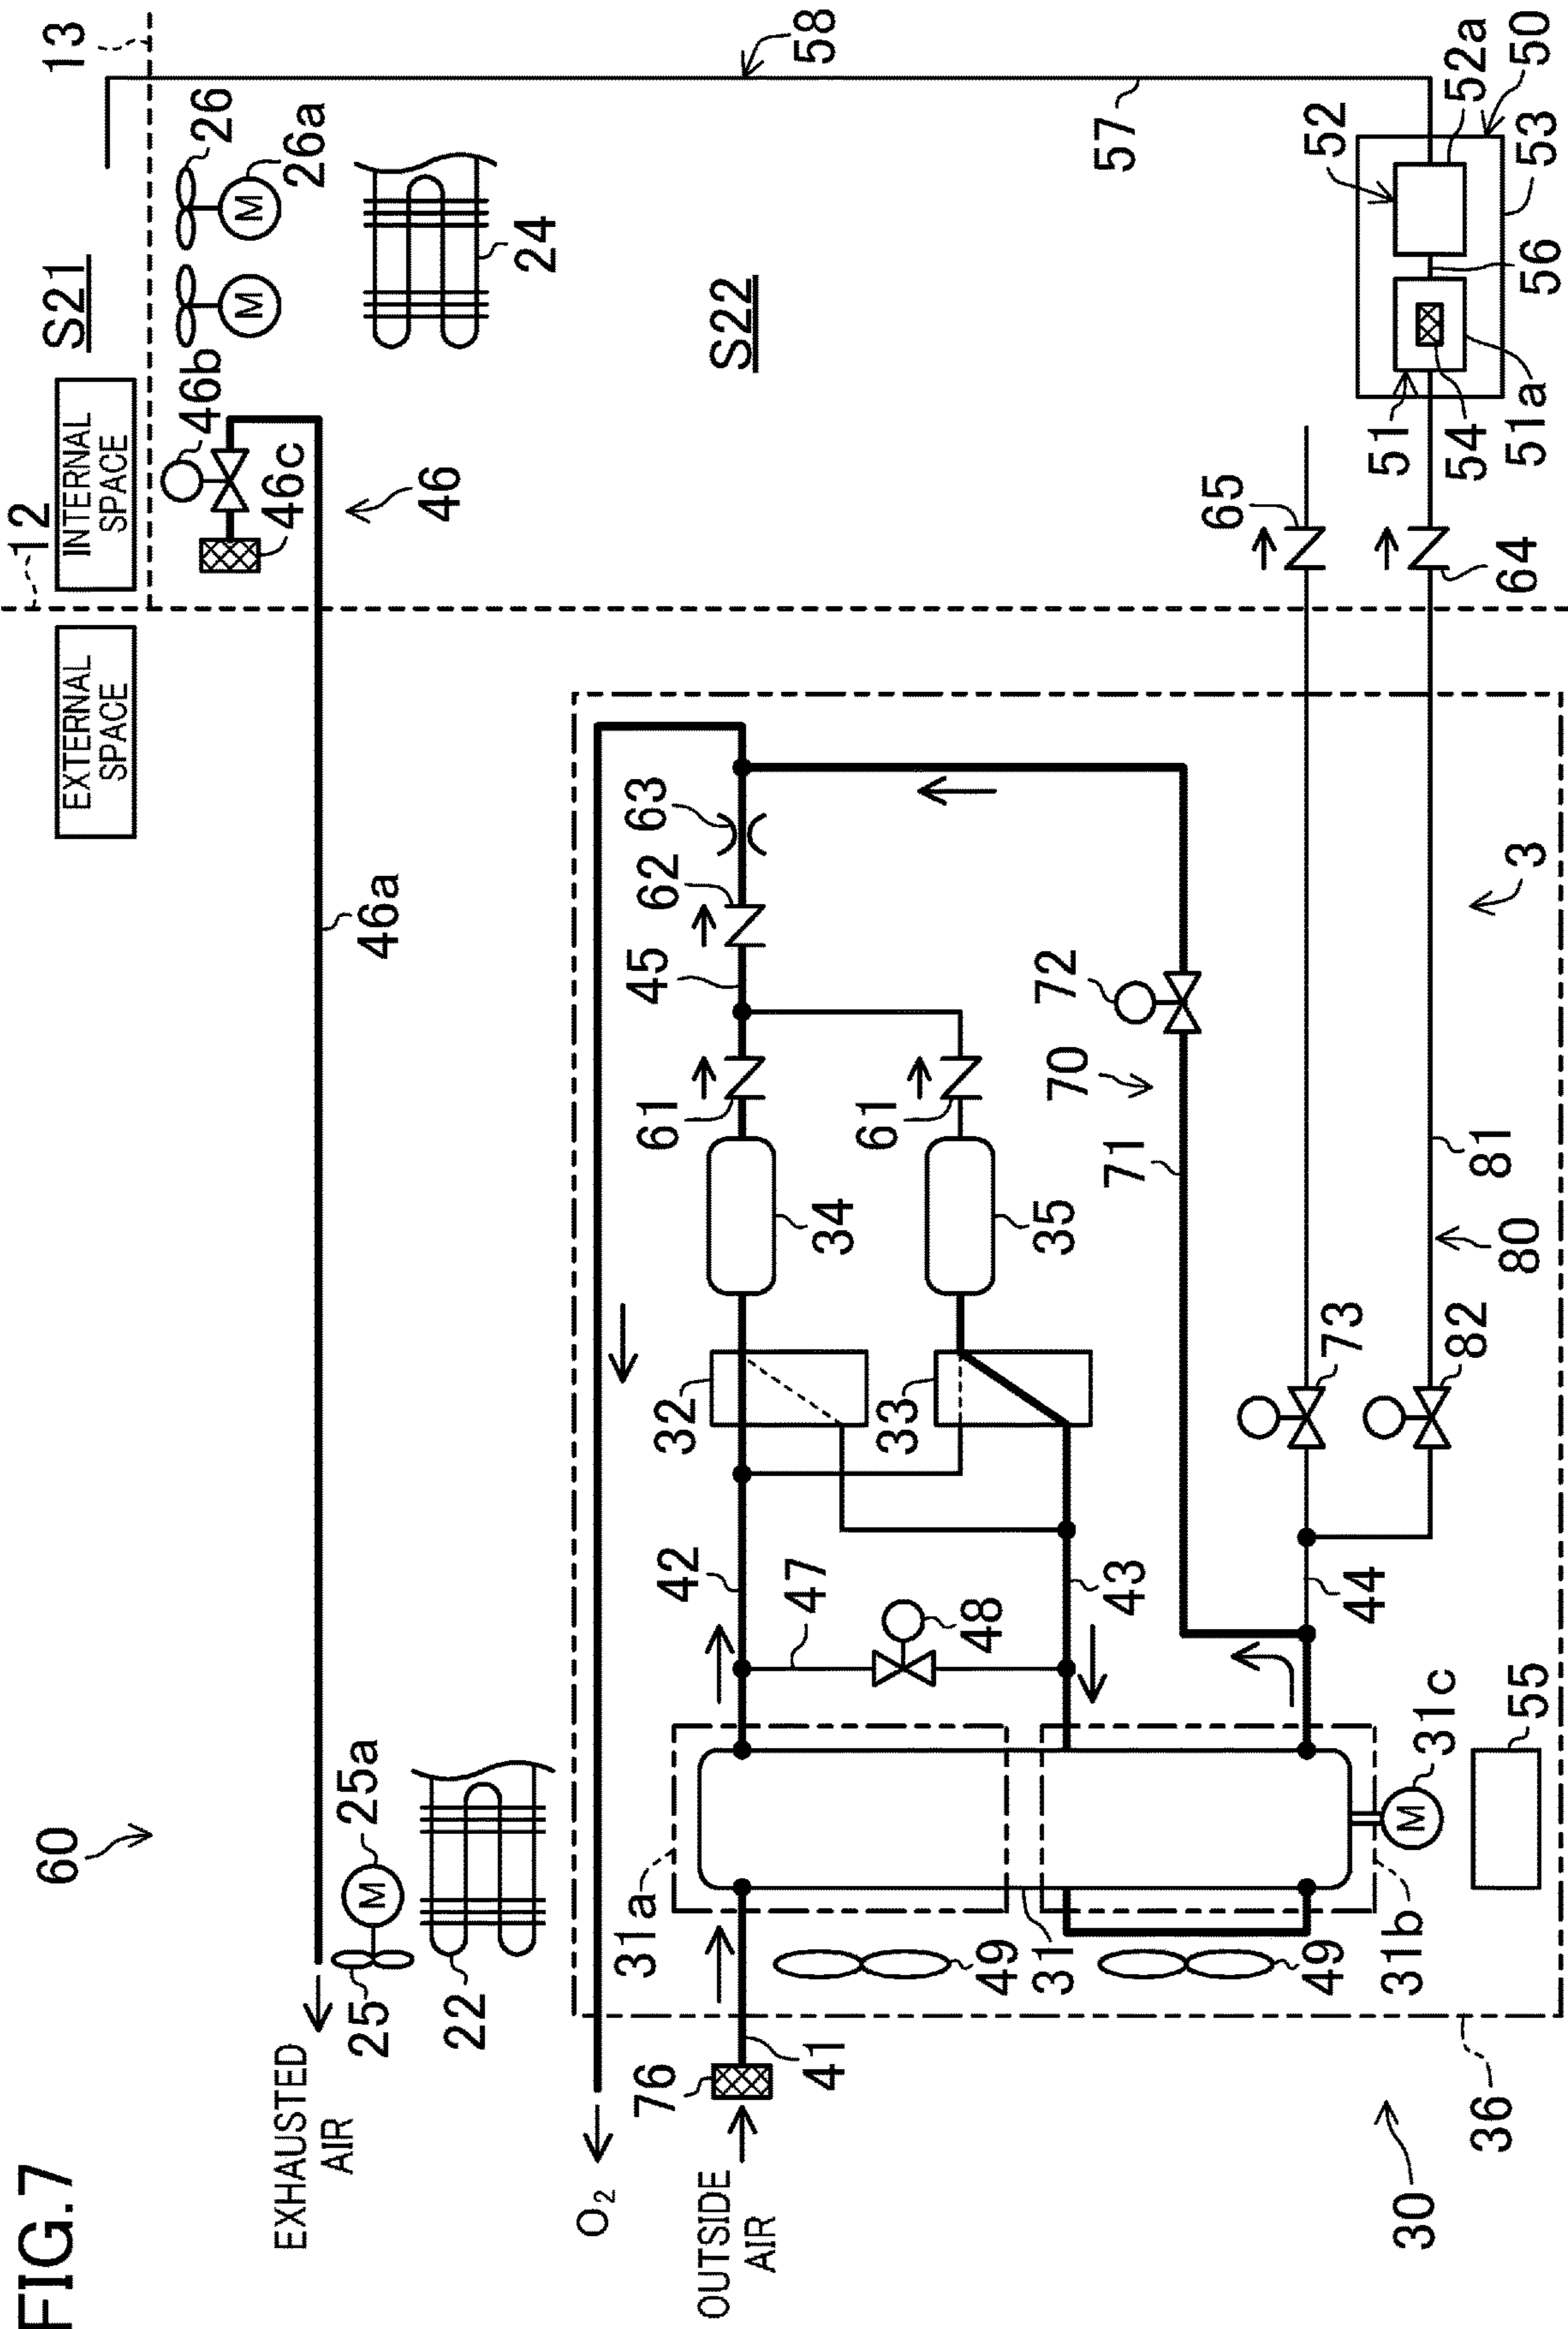 FIG.7
60
EXTERNAL
SPACE
12
INTERNAL
SPACE
S21
13
46b
26
26a
46c
46
24
46a
EXHAUSTED
AIR
25
25a
22
S22
58
57
O₂
OUTSIDE
AIR
76
41
31a
42
47
48
43
32
33
34
35
61
61
45
62
63
70
71
72
49
31
49
31b
31c
55
44
73
82
80
81
3
65
64
51
54
51a
56
52
52a
50
53
30
36
M
M
M
M